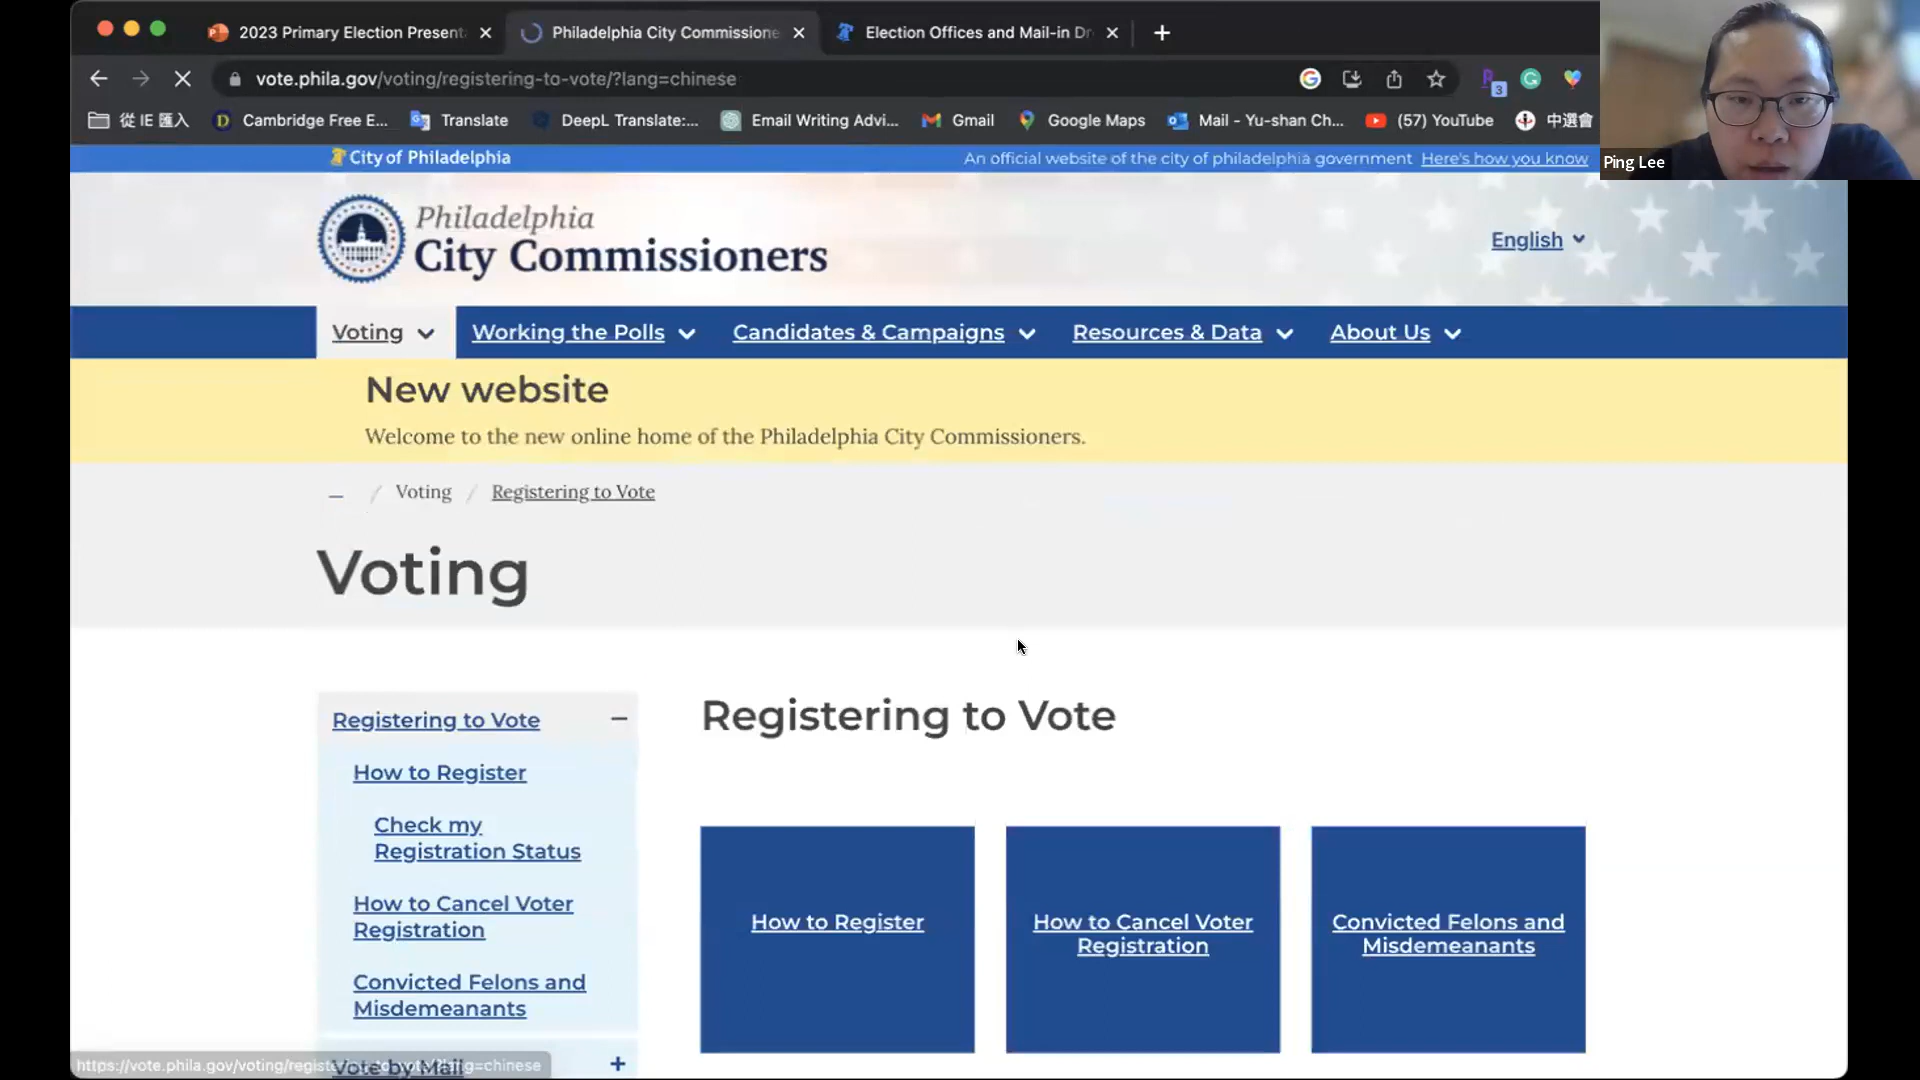 2023 Primary Election Present
Philadelphia City Commissione
Election Offices and Mail-in Dr
vote.phila.gov/voting/registering-to-vote/?lang=chinese
3
從 IE 匯入
Cambridge Free E...
Translate
DeepL Translate:...
Email Writing Advi...
Gmail
Google Maps
Mail - Yu-shan Ch...
(57) YouTube
中選會
Ping Lee
City of Philadelphia
An official website of the city of philadelphia government Here's how you know
Philadelphia
City Commissioners
English
Voting
Working the Polls
Candidates & Campaigns
Resources & Data
About Us
New website
Welcome to the new online home of the Philadelphia City Commissioners.
/ Voting / Registering to Vote
Voting
Registering to Vote
How to Register
Check my
Registration Status
How to Cancel Voter
Registration
Convicted Felons and
Misdemeanants
Vote by Mail
Registering to Vote
How to Register
How to Cancel Voter
Registration
Convicted Felons and
Misdemeanants